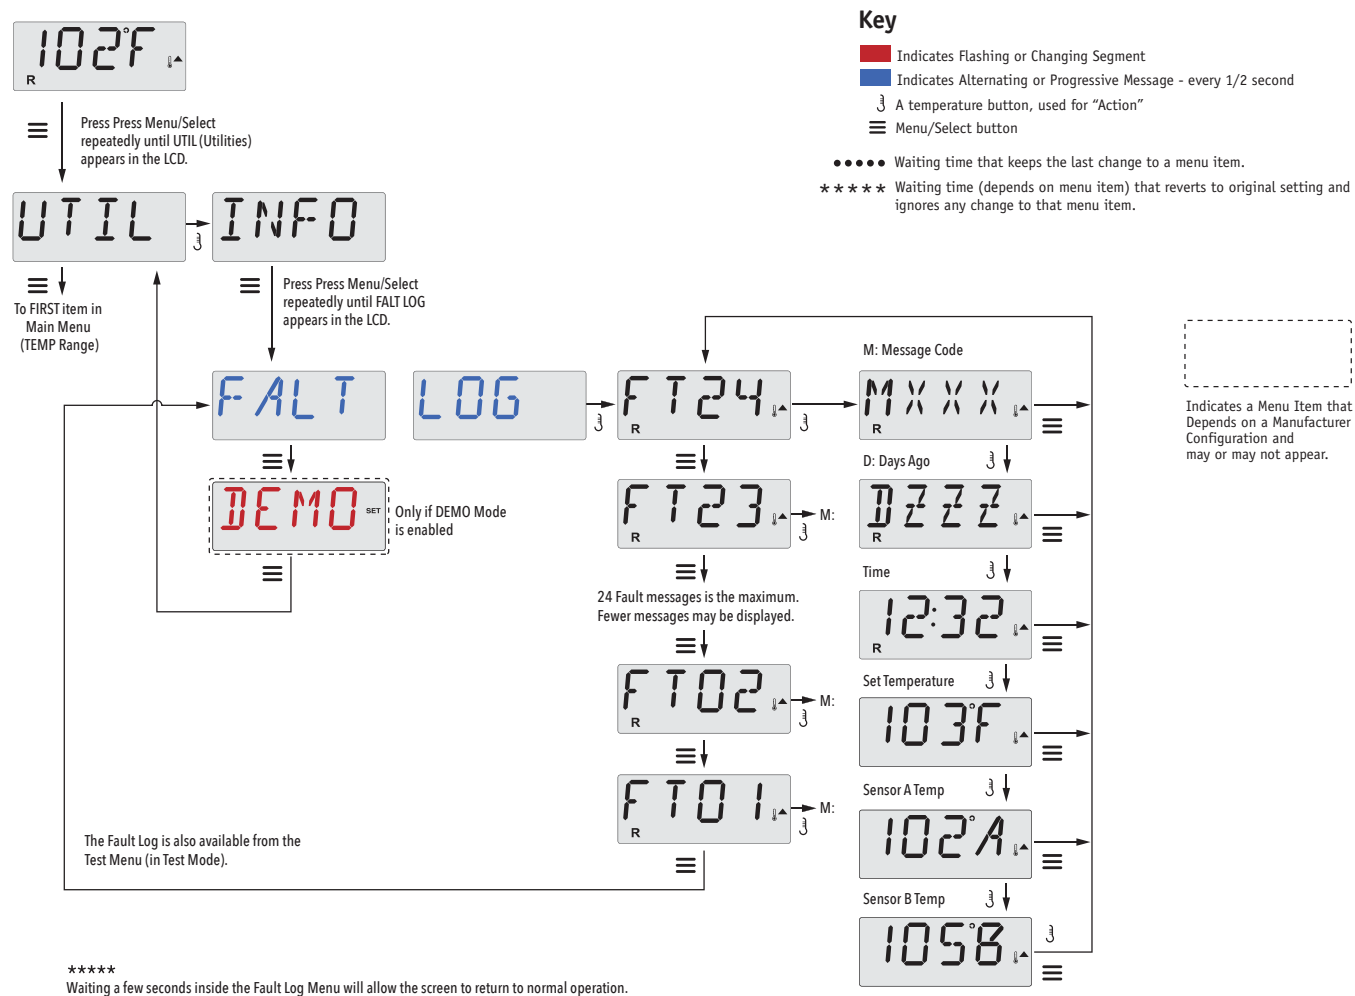 Key
Indicates Flashing or Changing Segment
Indicates Alternating or Progressive Message - every 1/2 second
A temperature button, used for “Action”
Menu/Select button
Waiting time that keeps the last change to a menu item.
***** Waiting time (depends on menu item) that reverts to original setting and
ignores any change to that menu item.
102°F
R
Press Press Menu/Select
repeatedly until UTIL (Utilities)
appears in the LCD.
UTIL
INFO
To FIRST item in
Main Menu
(TEMP Range)
Press Press Menu/Select
repeatedly until FALT LOG
appears in the LCD.
FALT
LOG
FT24
R
M: Message Code
MXXX
R
Indicates a Menu Item that
Depends on a Manufacturer
Configuration and
may or may not appear.
DEMO
SET
Only if DEMO Mode
is enabled
FT23
R
M:
D: Days Ago
DZZZ
R
24 Fault messages is the maximum.
Fewer messages may be displayed.
Time
12:32
R
FT02
R
M:
Set Temperature
103°F
FT01
R
M:
Sensor A Temp
102°A
The Fault Log is also available from the
Test Menu (in Test Mode).
Sensor B Temp
105°B
*****
Waiting a few seconds inside the Fault Log Menu will allow the screen to return to normal operation.